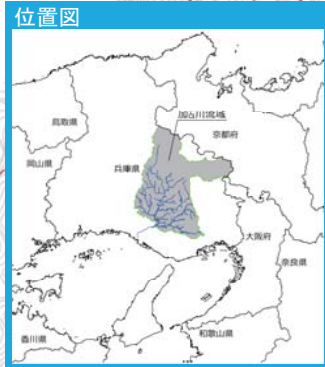 位置図
加古川流域
鳥取県
京都府
岡山県
兵庫県
大阪府
奈良県
香川県
和歌山県